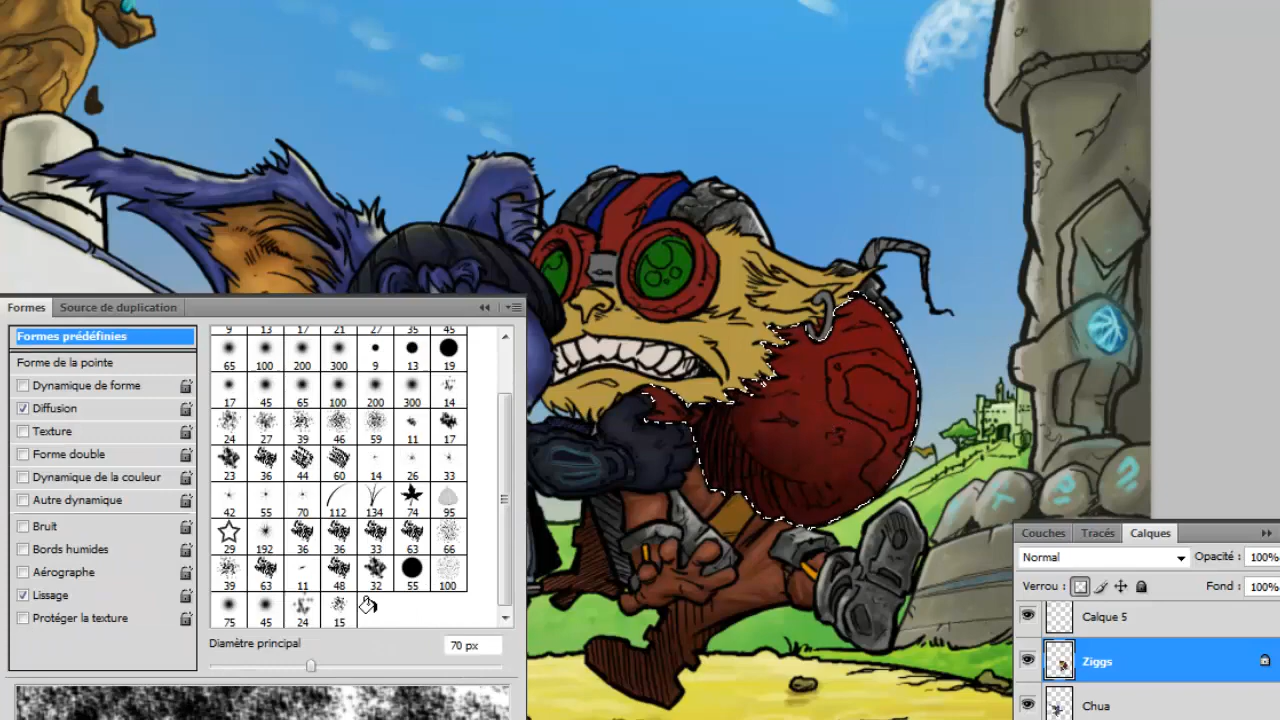 Formes Source de duplication
Formes prédéfinies
Forme de la pointe
Dynamique de forme
Diffusion
Texture
Forme double
Dynamique de la couleur
Autre dynamique
Bruit
Bords humides
Aérographe
Lissage
Protéger la texture
9 13 17 21 27 35 45
65 100 200 300 9 13 19
17 45 65 100 200 300 14
24 27 39 46 59 11 17
23 36 44 60 14 26 33
42 55 70 112 134 74 95
29 192 36 36 33 63 66
39 63 11 48 32 55 100
75 45 24 15
Diamètre principal 70 px
Couches Tracés Calques
Normal Opacité : 100%
Verrou : Fond : 100%
Calque 5
Ziggs
Chua